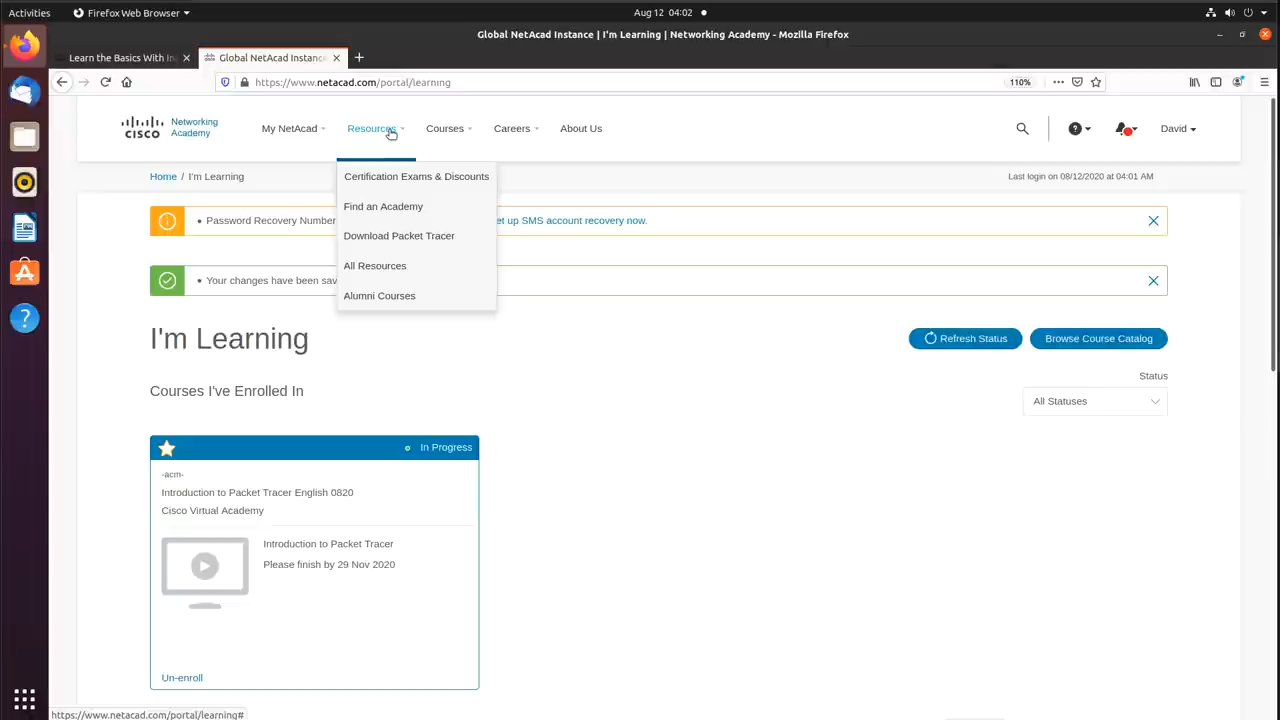 Activities
Firefox Web Browser
Aug 12 04:02
Global NetAcad Instance | I'm Learning | Networking Academy - Mozilla Firefox
Learn the Basics With In
Global NetAcad Instance
https://www.netacad.com/portal/learning
110%
cisco
Networking
Academy
My NetAcad
Resources
Courses
Careers
About Us
David
Home / I'm Learning
Last login on 08/12/2020 at 04:01 AM
Certification Exams & Discounts
Find an Academy
Download Packet Tracer
All Resources
Alumni Courses
• Password Recovery Number
et up SMS account recovery now.
• Your changes have been sav
I'm Learning
Refresh Status
Browse Course Catalog
Courses I've Enrolled In
Status
All Statuses
In Progress
-acm-
Introduction to Packet Tracer English 0820
Cisco Virtual Academy
Introduction to Packet Tracer
Please finish by 29 Nov 2020
Un-enroll
https://www.netacad.com/portal/learning#